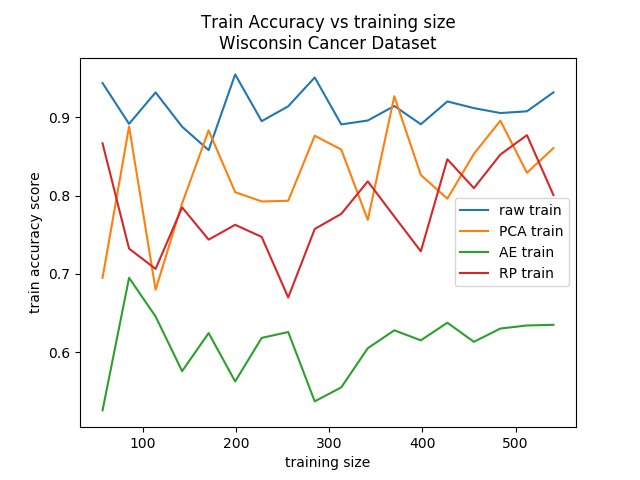 Train Accuracy vs training size
Wisconsin Cancer Dataset
train accuracy score
0.9
0.8
0.7
0.6
raw train
PCA train
AE train
RP train
100
200
300
400
500
training size